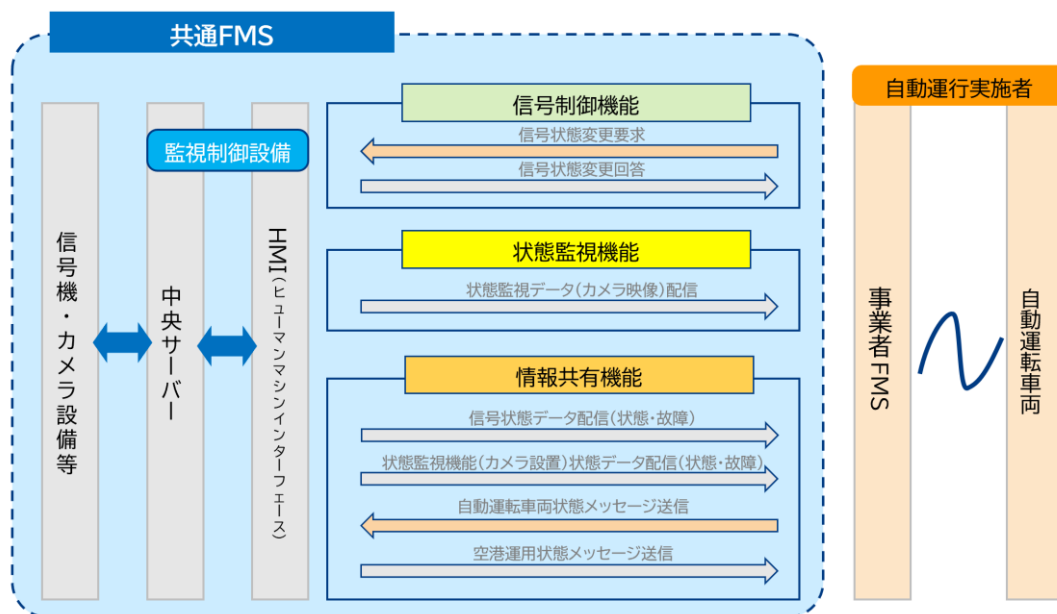 共通FMS
自動運行実施者
監視制御設備
信号機・カメラ設備等
中央サーバー
HMI(ヒューマンマシンインターフェース)
信号制御機能
信号状態変更要求
信号状態変更回答
状態監視機能
状態監視データ(カメラ映像)配信
情報共有機能
信号状態データ配信(状態・故障)
状態監視機能(カメラ設置)状態データ配信(状態・故障)
自動運転車両状態メッセージ送信
空港運用状態メッセージ送信
事業者FMS
自動運転車両